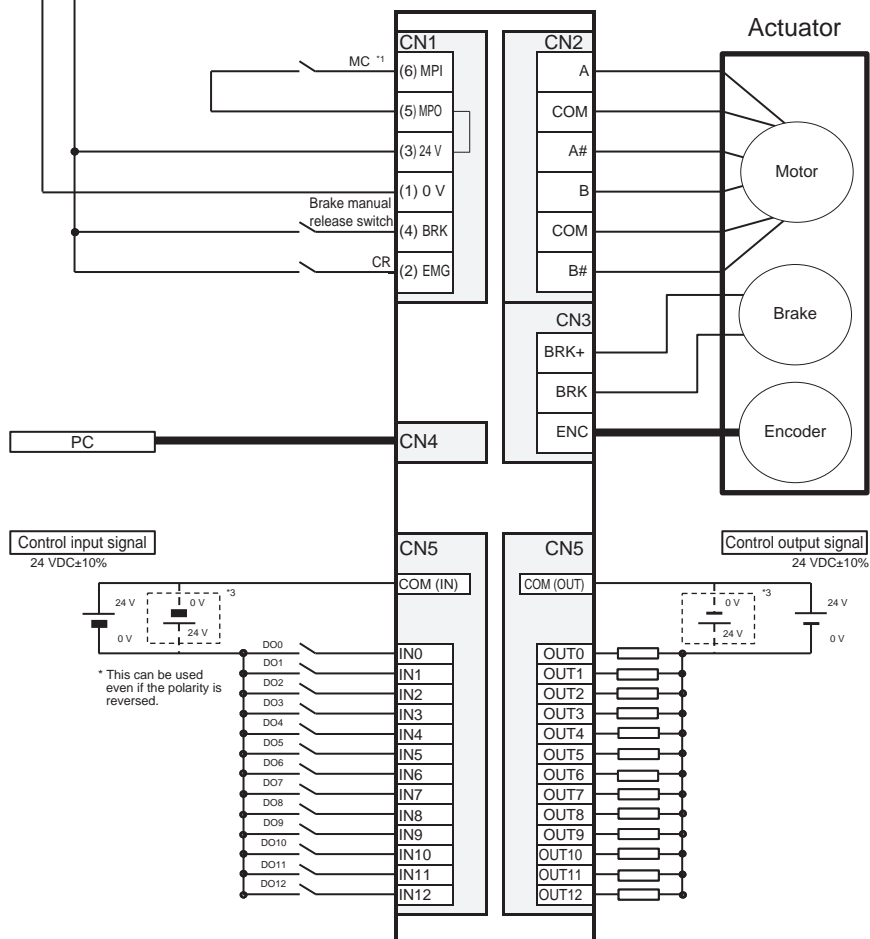 Actuator
CN1
CN2
MC *1
(6) MPI
A
(5) MPO
COM
(3) 24 V
A#
Motor
(1) 0 V
B
Brake manual
release switch
(4) BRK
COM
CR
(2) EMG
B#
CN3
Brake
BRK+
BRK
PC
CN4
ENC
Encoder
Control input signal
24 VDC±10%
CN5
CN5
Control output signal
24 VDC±10%
COM (IN)
COM (OUT)
24 V
0 V
0 V
24 V
*3
*3
0 V
24 V
24 V
0 V
* This can be used
even if the polarity is
reversed.
DO0
IN0
OUT0
DO1
IN1
OUT1
DO2
IN2
OUT2
DO3
IN3
OUT3
DO4
IN4
OUT4
DO5
IN5
OUT5
DO6
IN6
OUT6
DO7
IN7
OUT7
DO8
IN8
OUT8
DO9
IN9
OUT9
DO10
IN10
OUT10
DO11
IN11
OUT11
DO12
IN12
OUT12